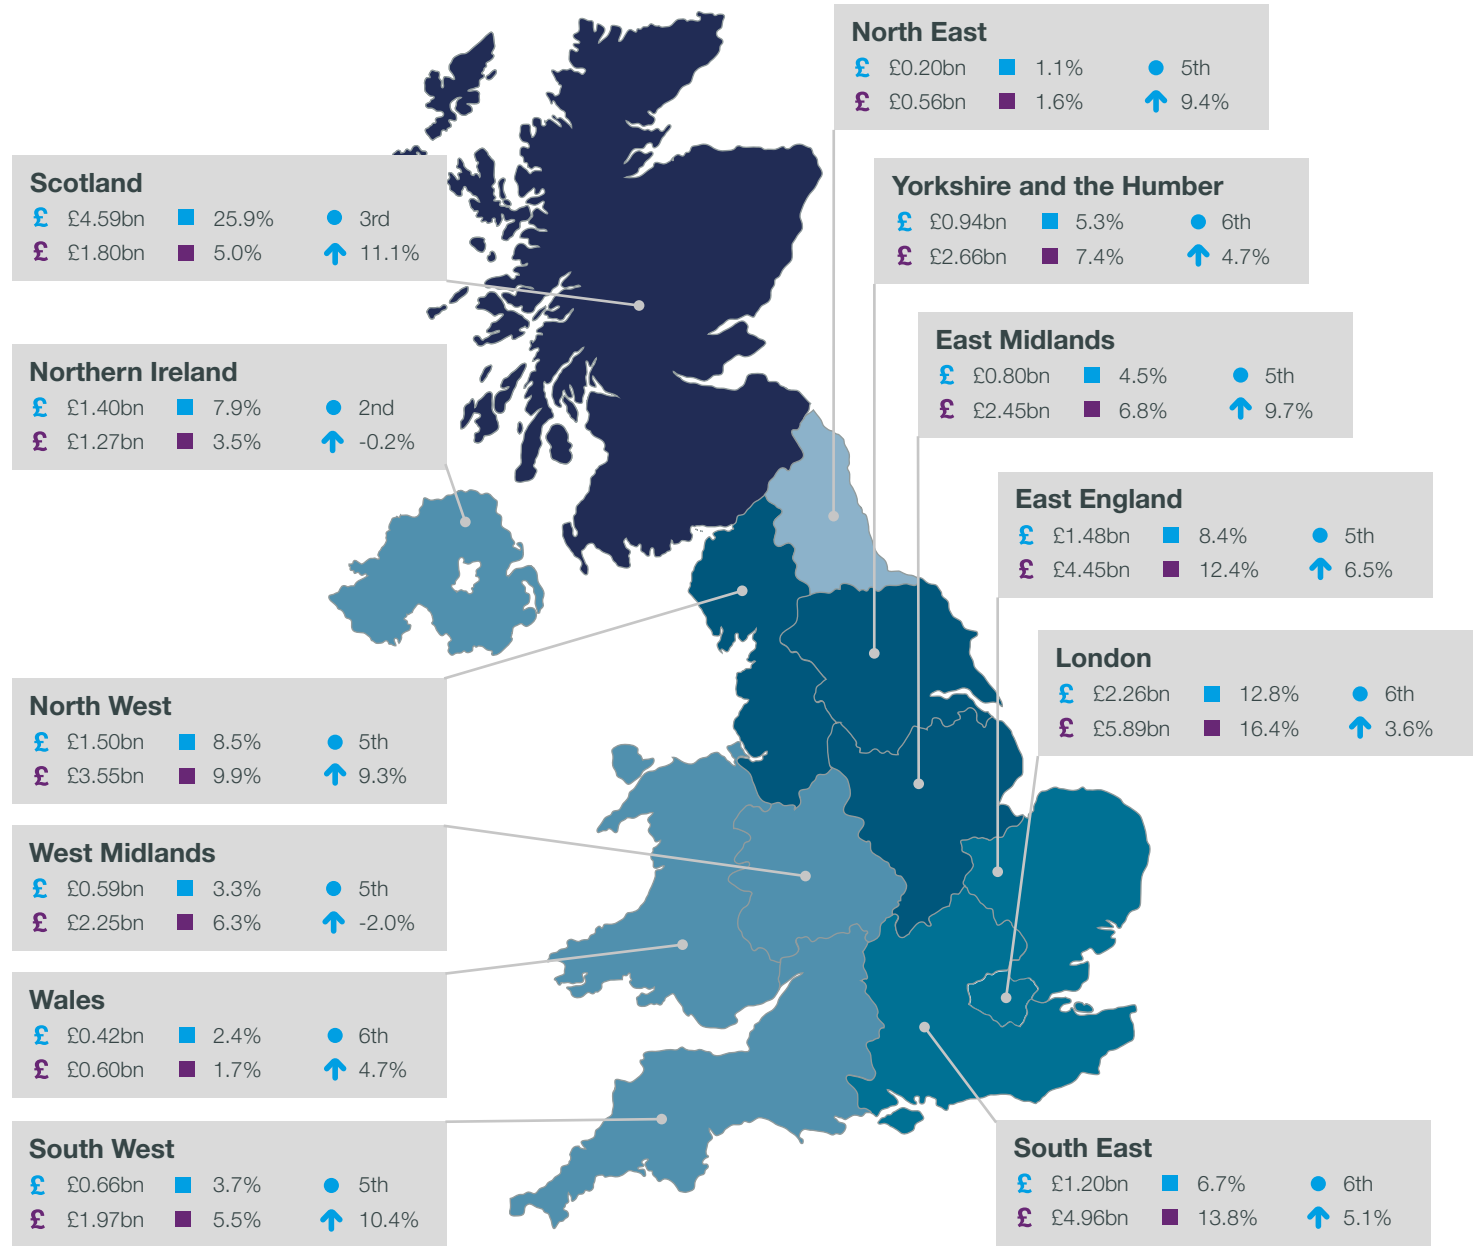 North East
£ £0.20bn 1.1% 5th
£ £0.56bn 1.6% 9.4%
Scotland
£ £4.59bn 25.9% 3rd
£ £1.80bn 5.0% 11.1%
Yorkshire and the Humber
£ £0.94bn 5.3% 6th
£ £2.66bn 7.4% 4.7%
East Midlands
£ £0.80bn 4.5% 5th
£ £2.45bn 6.8% 9.7%
Northern Ireland
£ £1.40bn 7.9% 2nd
£ £1.27bn 3.5% -0.2%
East England
£ £1.48bn 8.4% 5th
£ £4.45bn 12.4% 6.5%
London
£ £2.26bn 12.8% 6th
£ £5.89bn 16.4% 3.6%
North West
£ £1.50bn 8.5% 5th
£ £3.55bn 9.9% 9.3%
West Midlands
£ £0.59bn 3.3% 5th
£ £2.25bn 6.3% -2.0%
Wales
£ £0.42bn 2.4% 6th
£ £0.60bn 1.7% 4.7%
South West
£ £0.66bn 3.7% 5th
£ £1.97bn 5.5% 10.4%
South East
£ £1.20bn 6.7% 6th
£ £4.96bn 13.8% 5.1%